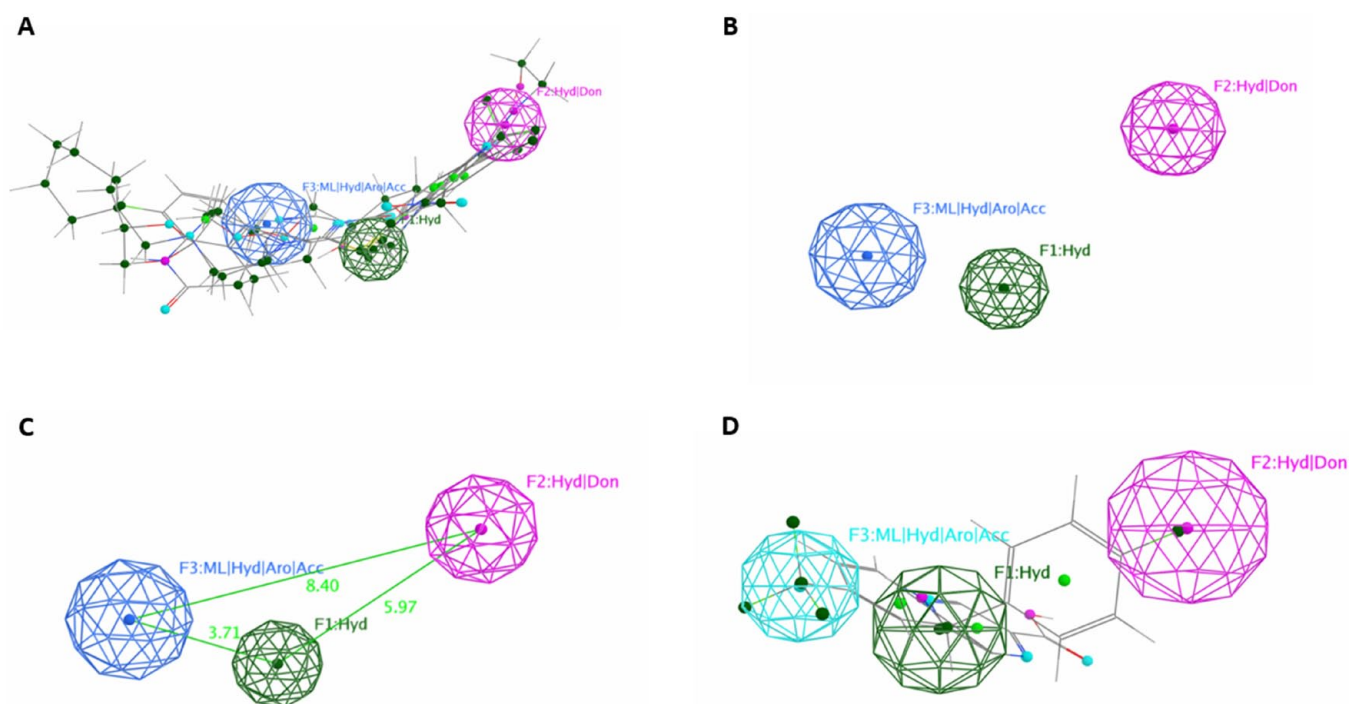 A
F2:Hyd|Don
F3:ML|Hyd|Aro|Acc
F1:Hyd
B
F2:Hyd|Don
F3:ML|Hyd|Aro|Acc
F1:Hyd
C
F2:Hyd|Don
F3:ML|Hyd|Aro|Acc
8.40
5.97
3.71
F1:Hyd
D
F2:Hyd|Don
F3:ML|Hyd|Aro|Acc
F1:Hyd